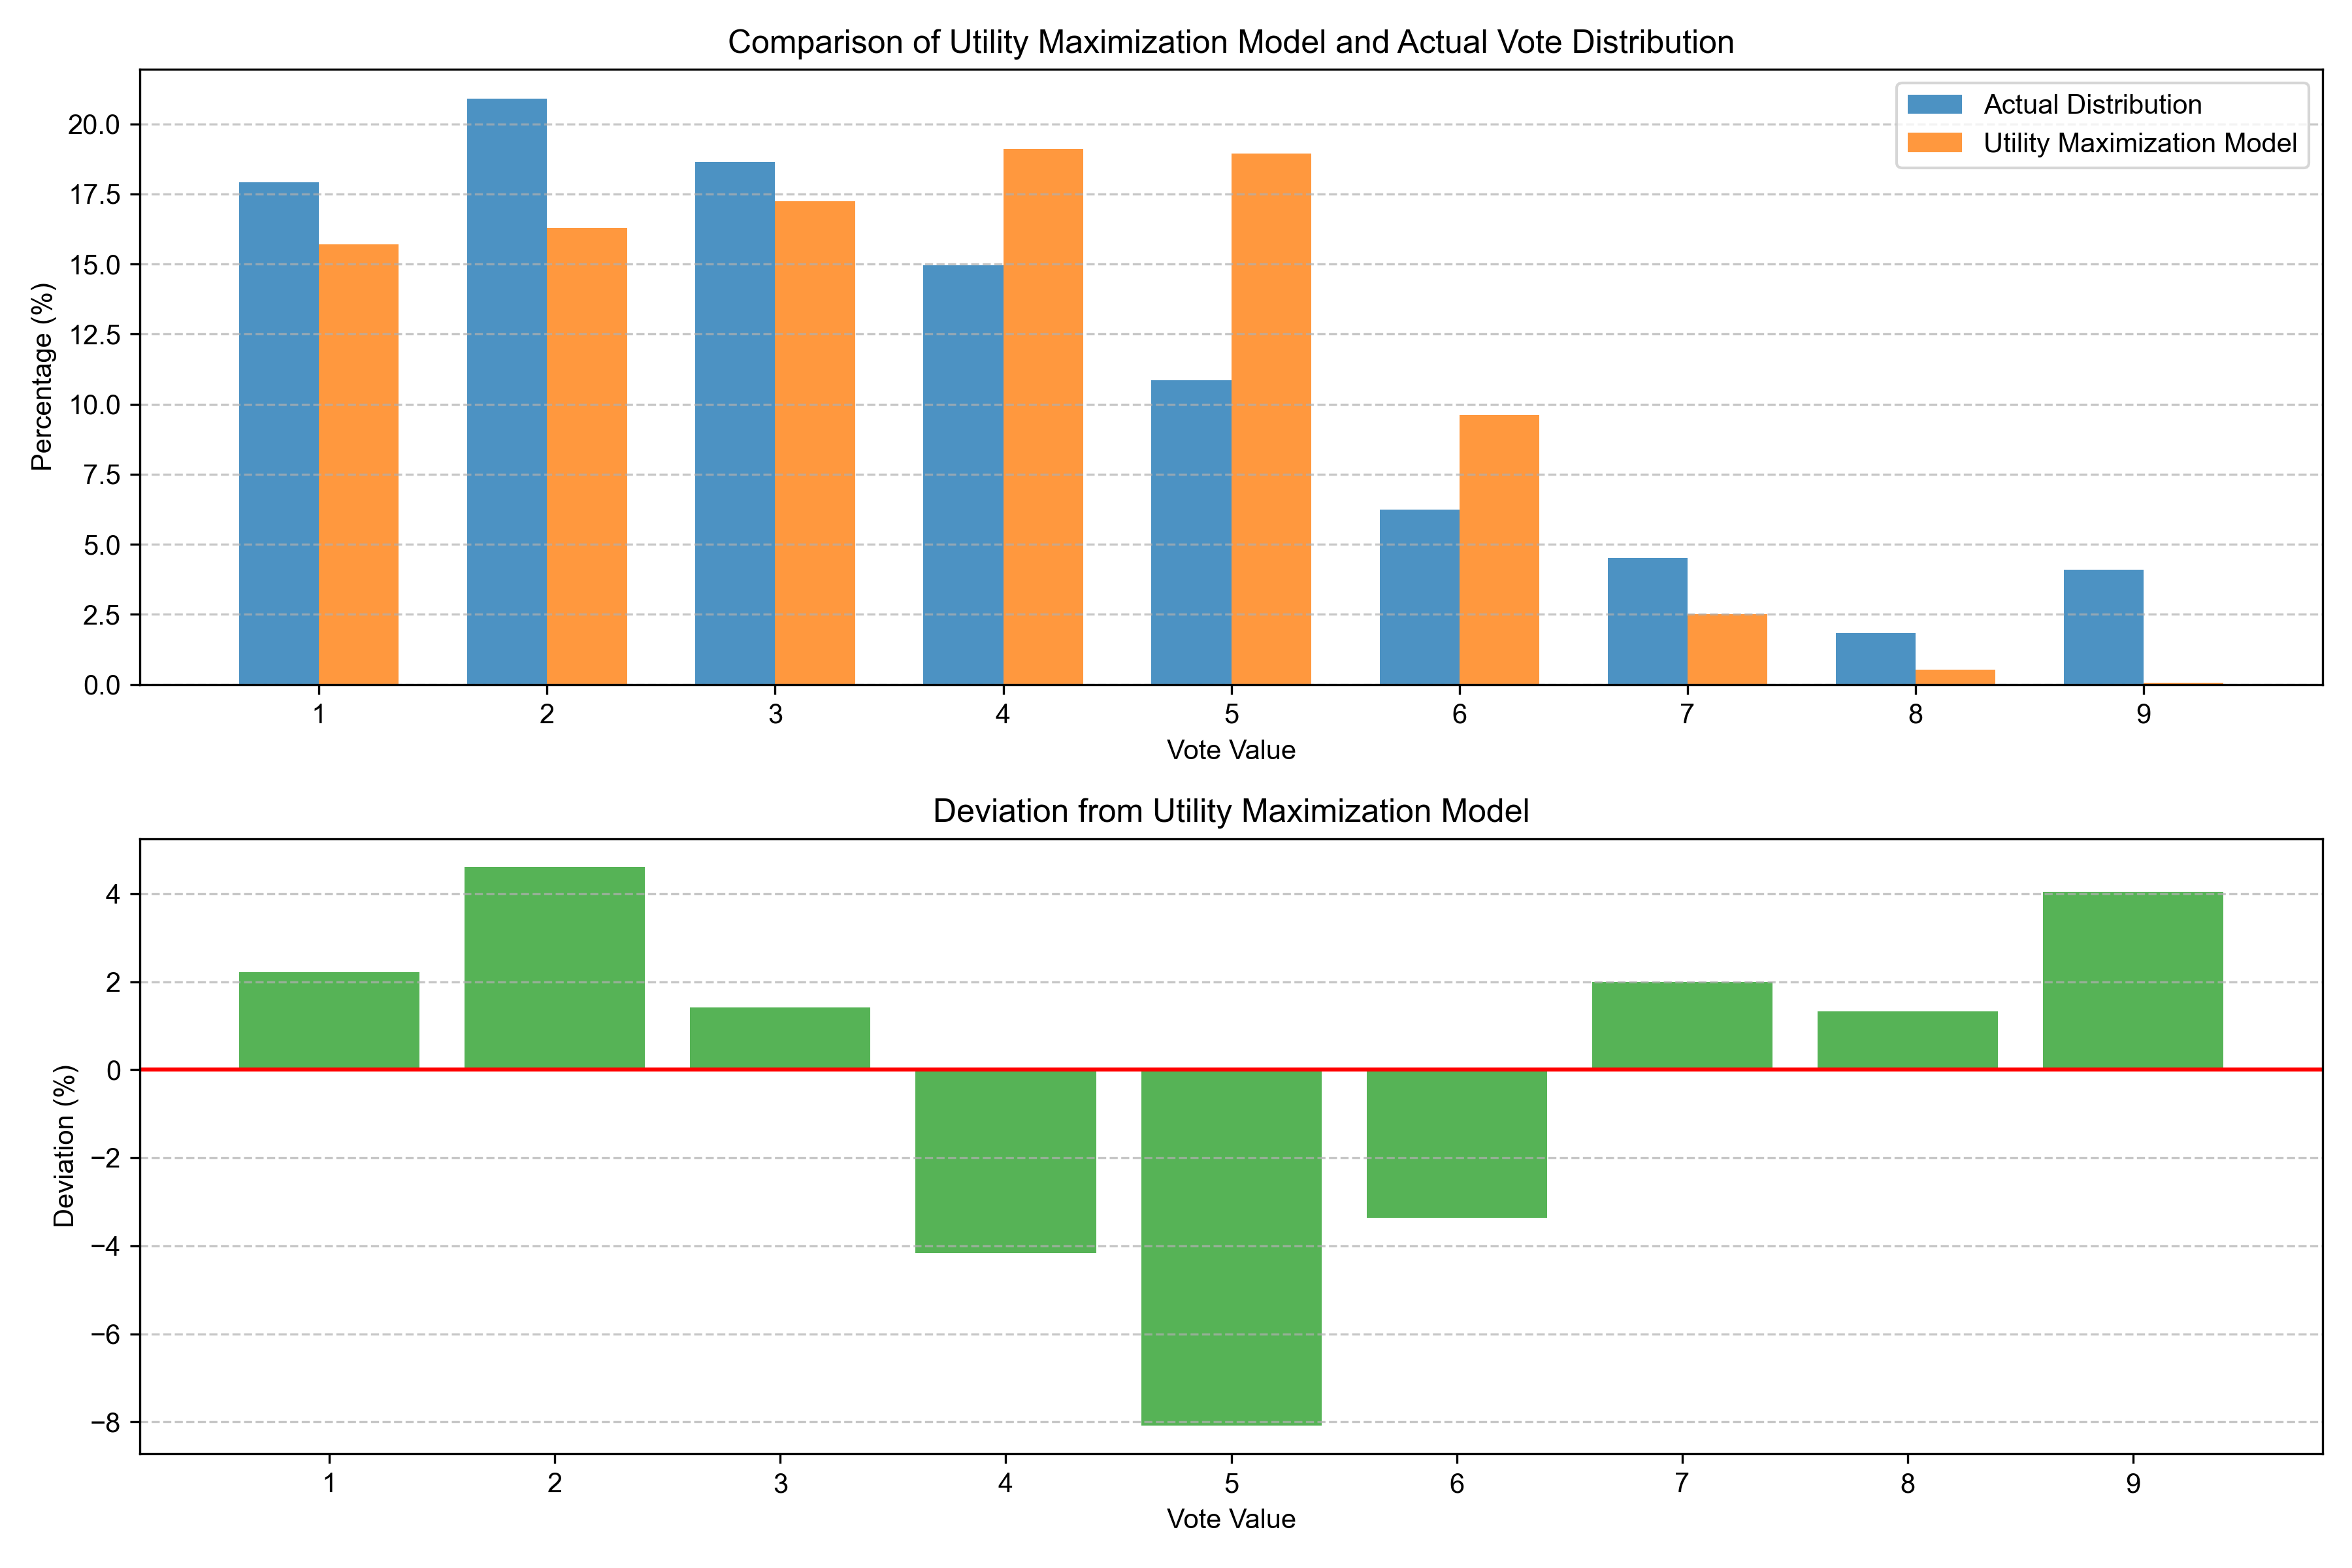 Comparison of Utility Maximization Model and Actual Vote Distribution
Actual Distribution
Utility Maximization Model
Percentage (%)
20.0
17.5
15.0
12.5
10.0
7.5
5.0
2.5
0.0
1 2 3 4 5 6 7 8 9
Vote Value
Deviation from Utility Maximization Model
Deviation (%)
4
2
0
−2
−4
−6
−8
1 2 3 4 5 6 7 8 9
Vote Value